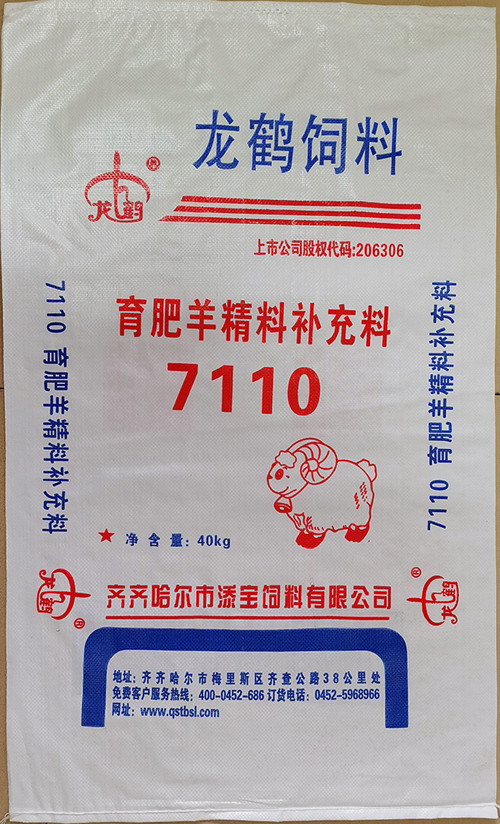 龙鹤饲料
龙鹤
®
上市公司股权代码:206306
育肥羊精料补充料
7110
7110 育肥羊精料补充料
7110 育肥羊精料补充料
★ 净含量: 40kg
龙鹤
®
齐齐哈尔市添宝饲料有限公司
龙鹤
®
地址: 齐齐哈尔市梅里斯区齐查公路38公里处
免费客户服务热线: 400-0452-686 订货电话: 0452-5968966
网址: www.qstbsl.com